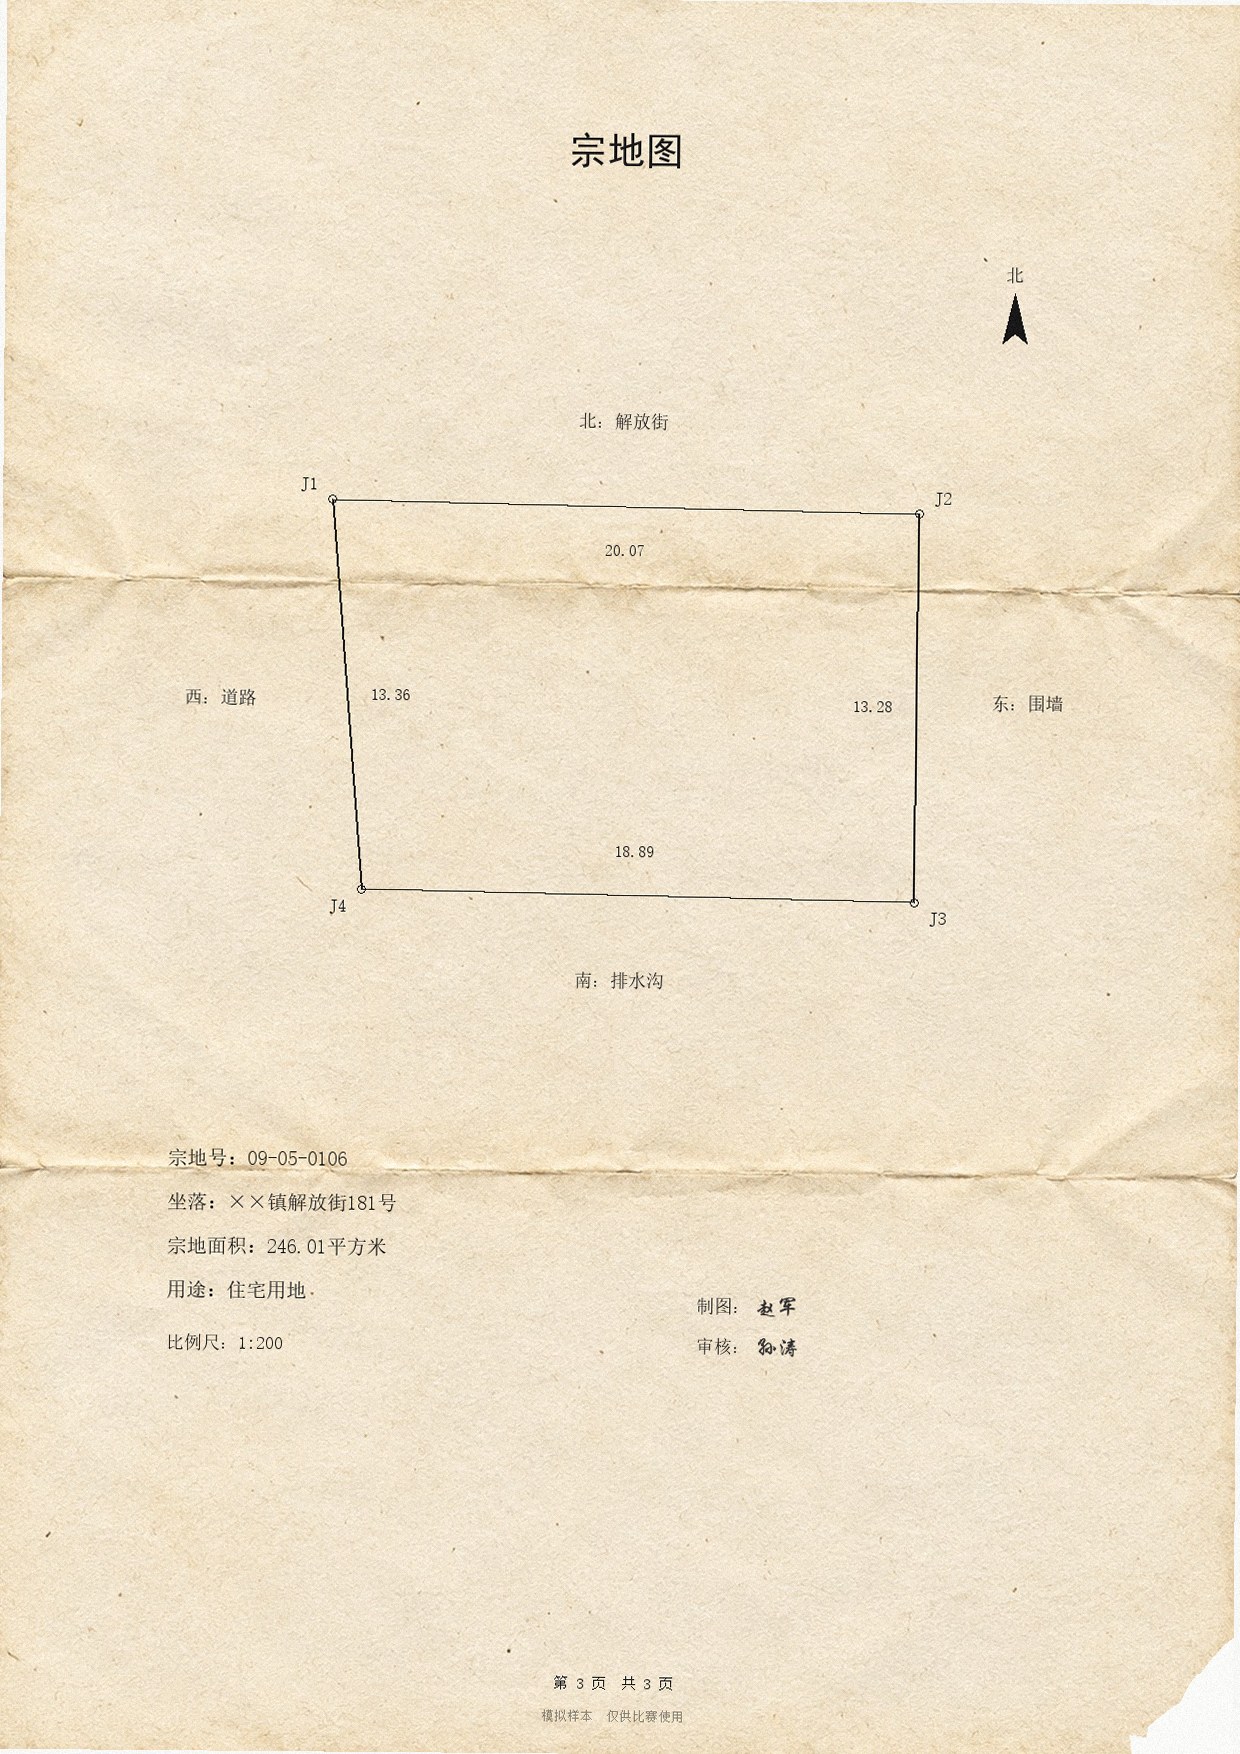 宗地图
北
北：解放街
J1
J2
20.07
西：道路
13.36
13.28
东：围墙
18.89
J4
J3
南：排水沟
宗地号：09-05-0106
坐落：××镇解放街181号
宗地面积：246.01平方米
用途：住宅用地
制图：赵军
比例尺：1:200
审核：孙涛
第 3 页 共 3 页
模拟样本 仅供比赛使用